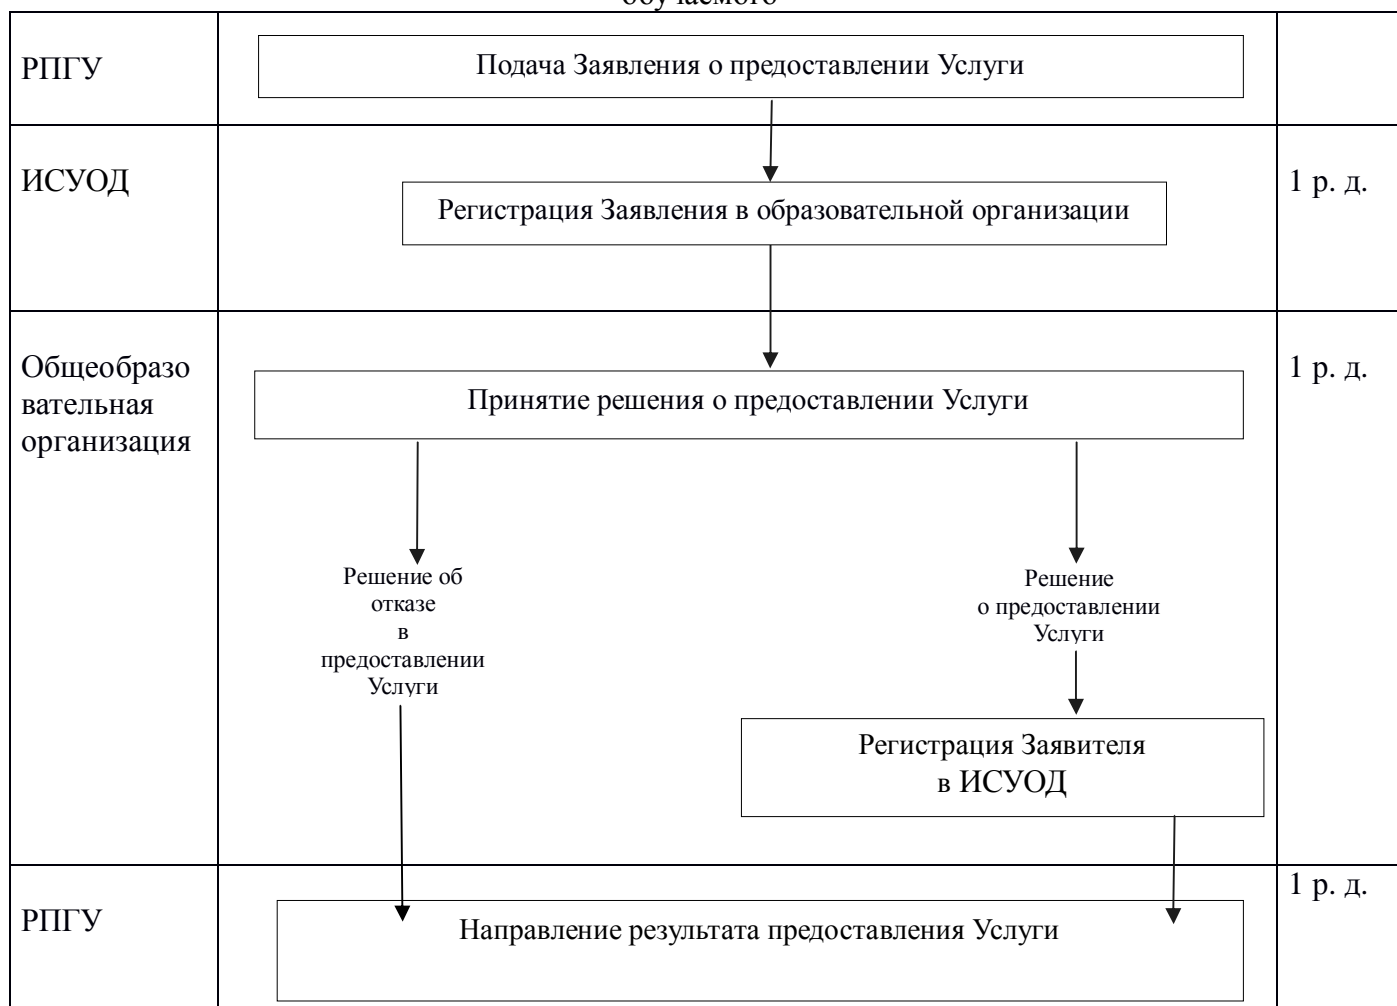 РПГУ
Подача Заявления о предоставлении Услуги
ИСУОД
Регистрация Заявления в образовательной организации
1 р. д.
Общеобразо
вательная
организация
Принятие решения о предоставлении Услуги
1 р. д.
Решение об
отказе
в
предоставлении
Услуги
Решение
о предоставлении
Услуги
Регистрация Заявителя
в ИСУОД
РПГУ
Направление результата предоставления Услуги
1 р. д.